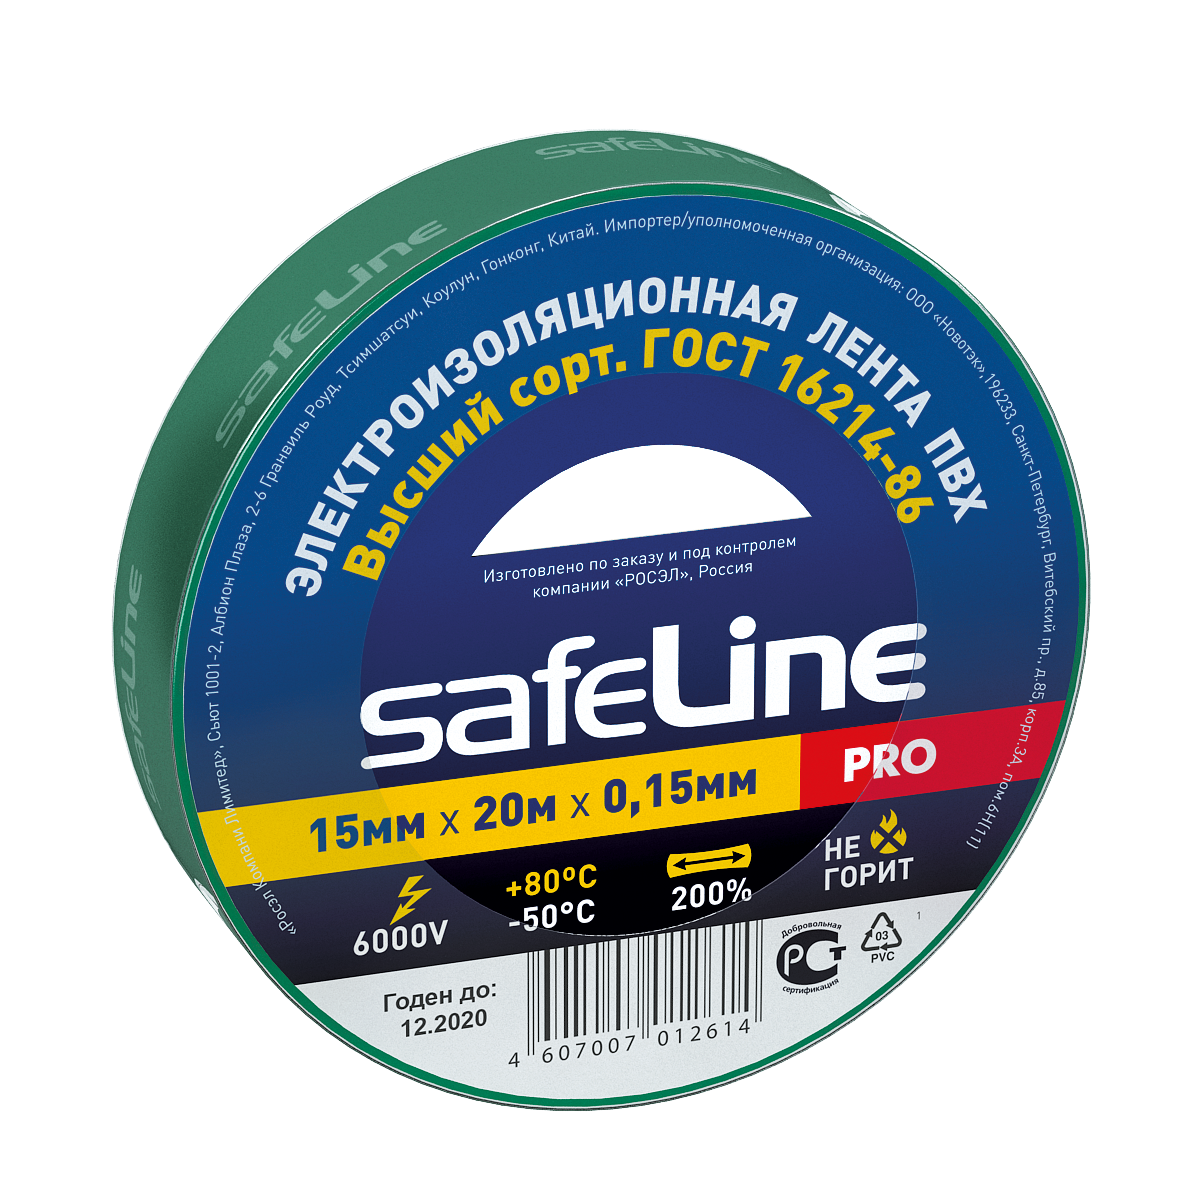 safeLine
safeLine
safeLine
«Росэл Компани Лимитед», Сьют 1001-2, Албион Плаза, 2-6 Гранвиль Роуд, Тсимшатсуи, Коулун, Гонконг, Китай. Импортер/уполномоченная организация: ООО «Новотэк», 196233, Санкт-Петербург, Витебский пр., д.85, корп.3А, пом.6Н(11)
ЭЛЕКТРОИЗОЛЯЦИОННАЯ ЛЕНТА ПВХ
Высший сорт. ГОСТ 16214-86
Изготовлено по заказу и под контролем
компании «РОСЭЛ», Россия
safeLine
PRO
15мм x 20м x 0,15мм
6000V
+80°C
-50°C
200%
НЕ
ГОРИТ
Годен до:
12.2020
4 607007 012614
Добровольная
РСТ
сертификация
03
PVC
1